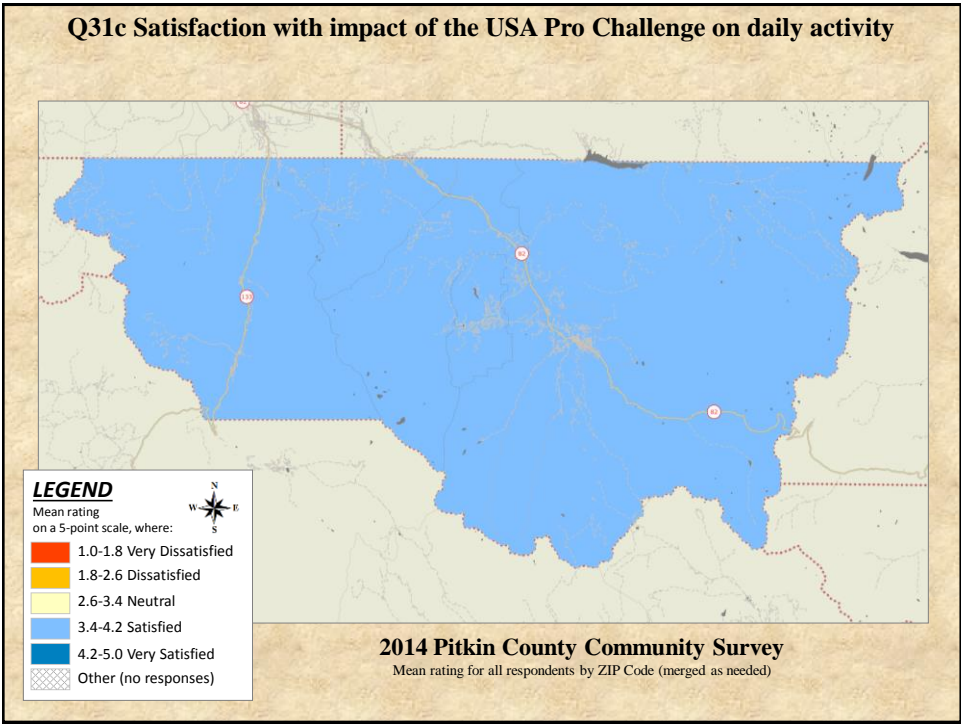 Q31c Satisfaction with impact of the USA Pro Challenge on daily activity
82
82
133
82
LEGEND
Mean rating
on a 5-point scale, where:
N
W E
S
1.0-1.8 Very Dissatisfied
1.8-2.6 Dissatisfied
2.6-3.4 Neutral
3.4-4.2 Satisfied
4.2-5.0 Very Satisfied
Other (no responses)
2014 Pitkin County Community Survey
Mean rating for all respondents by ZIP Code (merged as needed)